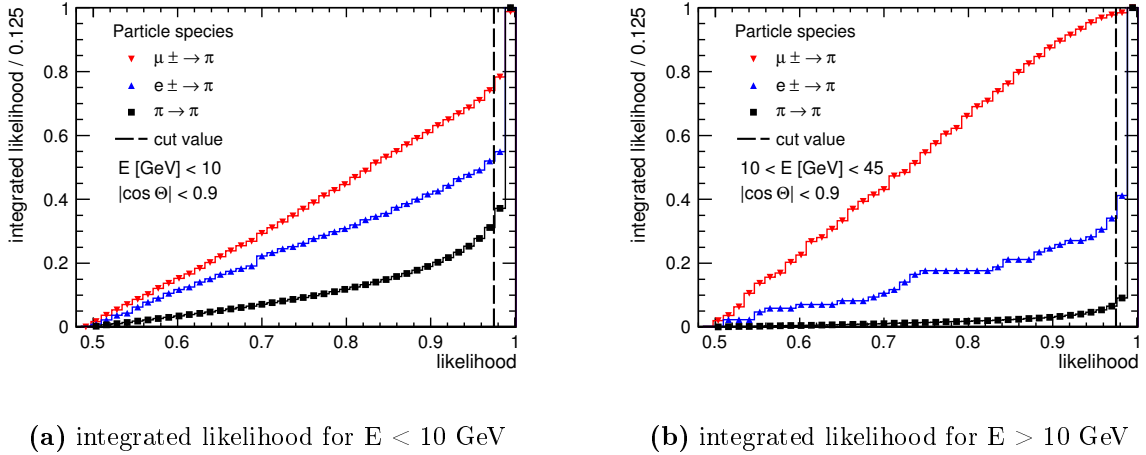 integrated likelihood / 0.125
1
0.8
0.6
0.4
0.2
0
Particle species
μ ± → π
e ± → π
π → π
cut value
E [GeV] < 10
|cos Θ| < 0.9
0.5 0.6 0.7 0.8 0.9 1
likelihood
(a) integrated likelihood for E < 10 GeV
integrated likelihood / 0.125
1
0.8
0.6
0.4
0.2
0
Particle species
μ ± → π
e ± → π
π → π
cut value
10 < E [GeV] < 45
|cos Θ| < 0.9
0.5 0.6 0.7 0.8 0.9 1
likelihood
(b) integrated likelihood for E > 10 GeV